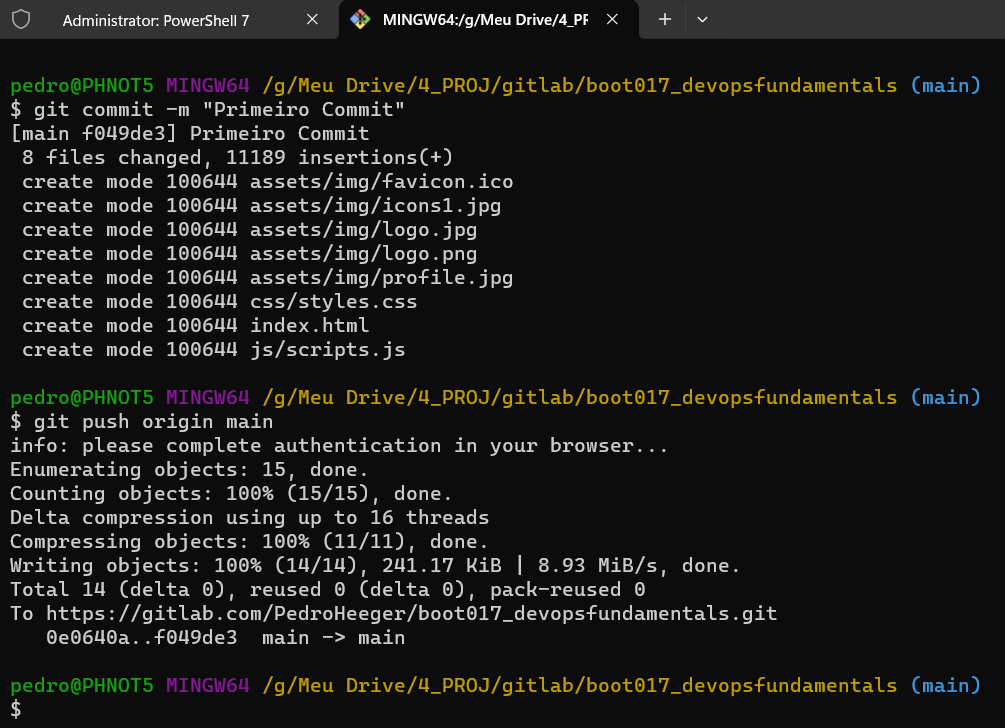 Administrator: PowerShell 7
MINGW64:/g/Meu Drive/4_PF
pedro@PHNOT5 MINGW64 /g/Meu Drive/4_PROJ/gitlab/boot017_devopsfundamentals (main)
$ git commit -m "Primeiro Commit"
[main f049de3] Primeiro Commit
 8 files changed, 11189 insertions(+)
 create mode 100644 assets/img/favicon.ico
 create mode 100644 assets/img/icons1.jpg
 create mode 100644 assets/img/logo.jpg
 create mode 100644 assets/img/logo.png
 create mode 100644 assets/img/profile.jpg
 create mode 100644 css/styles.css
 create mode 100644 index.html
 create mode 100644 js/scripts.js
pedro@PHNOT5 MINGW64 /g/Meu Drive/4_PROJ/gitlab/boot017_devopsfundamentals (main)
$ git push origin main
info: please complete authentication in your browser...
Enumerating objects: 15, done.
Counting objects: 100% (15/15), done.
Delta compression using up to 16 threads
Compressing objects: 100% (11/11), done.
Writing objects: 100% (14/14), 241.17 KiB | 8.93 MiB/s, done.
Total 14 (delta 0), reused 0 (delta 0), pack-reused 0
To https://gitlab.com/PedroHeeger/boot017_devopsfundamentals.git
   0e0640a..f049de3  main -> main
pedro@PHNOT5 MINGW64 /g/Meu Drive/4_PROJ/gitlab/boot017_devopsfundamentals (main)
$